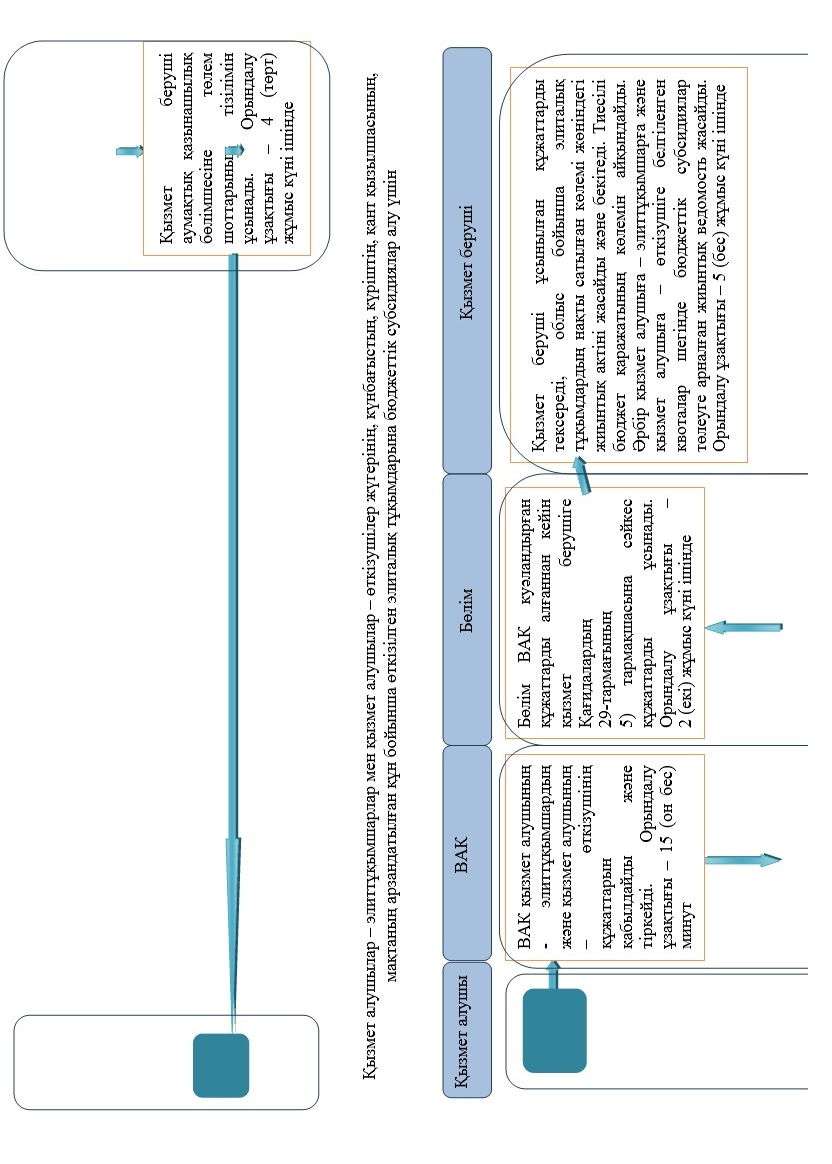 Қызмет беруші
аумақтық қазынашылық
бөлімшесіне төлем
шоттарының тізілімін
ұсынады. Орындалу
ұзақтығы – 4 (төрт)
жұмыс күні ішінде
Қызмет алушылар – элиттұқымшарлар мен қызмет алушылар – өткізушілер жүгерінің, күнбағыстың, күріштің, қант қызылшасының,
мақтаның арзандатылған құн бойынша өткізілген элиталық тұқымдарына бюджеттік субсидиялар алу үшін
Қызмет алушы
ВАК
Бөлім
Қызмет беруші
ВАК қызмет алушының
- элиттұқымшардың
және қызмет алушының
– өткізушінің
құжаттарын
қабылдайды және
тіркейді. Орындалу
ұзақтығы – 15 (он бес)
минут
Бөлім ВАК куәландырған
құжаттарды алғаннан кейін
қызмет берушіге
Қағидалардың
29-тармағының
5) тармақшасына сәйкес
құжаттарды ұсынады.
Орындалу ұзақтығы –
2 (екі) жұмыс күні ішінде
Қызмет беруші ұсынылған құжаттарды
тексереді, облыс бойынша элиталық
тұқымдардың нақты сатылған көлемі жөніндегі
жиынтық актіні жасайды және бекітеді. Тиесілі
бюджет қаражатының көлемін айқындайды.
Әрбір қызмет алушыға – элиттұқымшарға және
қызмет алушыға – өткізушіге белгіленген
квоталар шегінде бюджеттік субсидиялар
төлеуге арналған жиынтық ведомость жасайды.
Орындалу ұзақтығы – 5 (бес) жұмыс күні ішінде